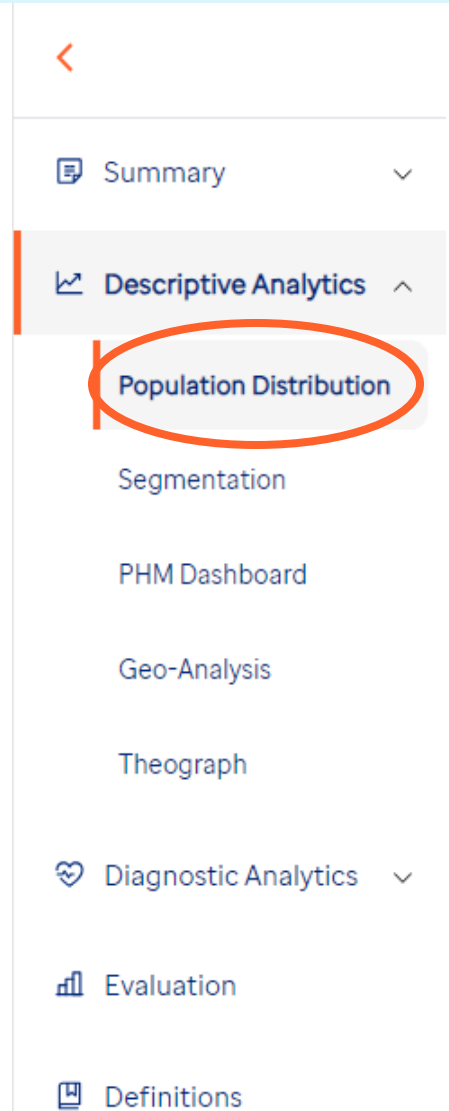 Summary
Descriptive Analytics
Population Distribution
Segmentation
PHM Dashboard
Geo-Analysis
Theograph
Diagnostic Analytics
Evaluation
Definitions